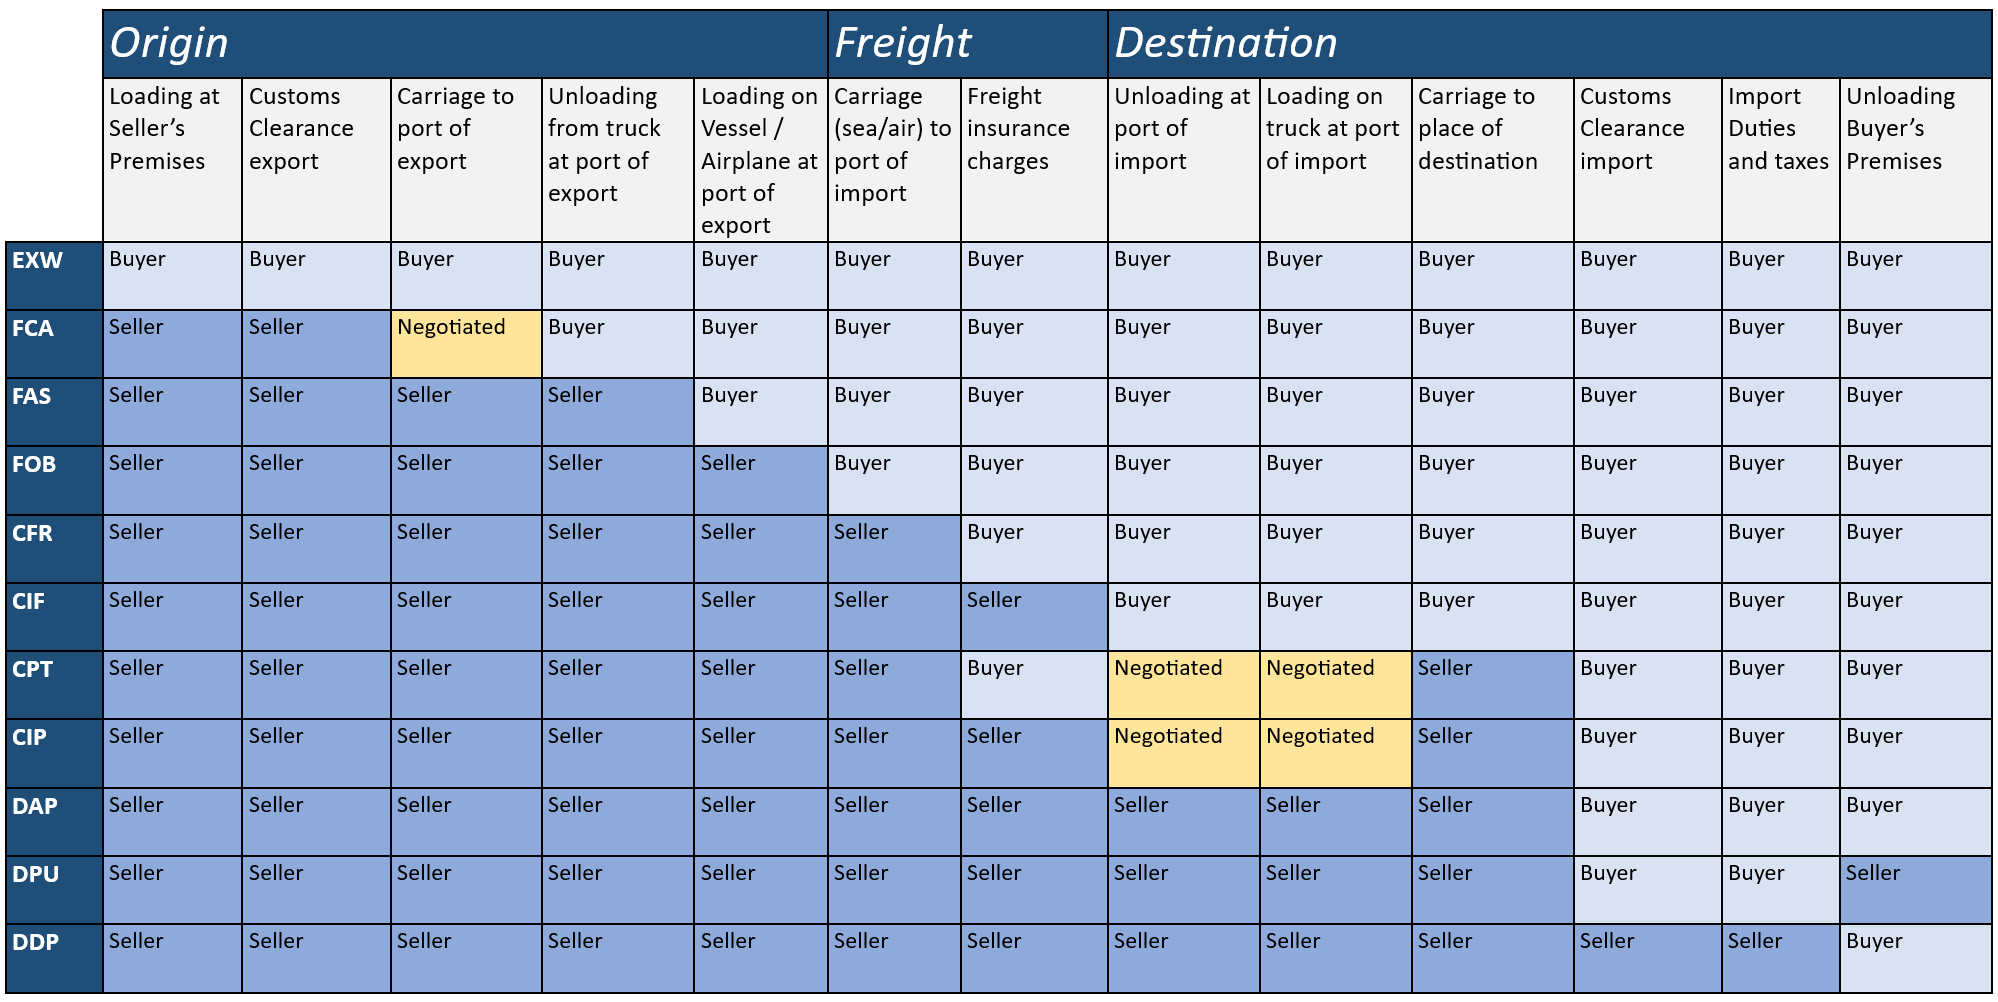 Origin Freight Destination
Loading at Customs Carriage to Unloading Loading on Carriage Freight Unloading at Loading on Carriage to Customs Import Unloading
Seller’s Clearance port of from truck Vessel / (sea/air) to insurance port of truck at port place of Clearance Duties Buyer’s
Premises export export at port of Airplane at port of charges import of import destination import and taxes Premises
export port of import
export
EXW Buyer Buyer Buyer Buyer Buyer Buyer Buyer Buyer Buyer Buyer Buyer Buyer Buyer
FCA Seller Seller Negotiated Buyer Buyer Buyer Buyer Buyer Buyer Buyer Buyer Buyer Buyer
FAS Seller Seller Seller Seller Buyer Buyer Buyer Buyer Buyer Buyer Buyer Buyer Buyer
FOB Seller Seller Seller Seller Seller Buyer Buyer Buyer Buyer Buyer Buyer Buyer Buyer
CFR Seller Seller Seller Seller Seller Seller Buyer Buyer Buyer Buyer Buyer Buyer Buyer
CIF Seller Seller Seller Seller Seller Seller Seller Buyer Buyer Buyer Buyer Buyer Buyer
CPT Seller Seller Seller Seller Seller Seller Buyer Negotiated Negotiated Seller Buyer Buyer Buyer
CIP Seller Seller Seller Seller Seller Seller Seller Negotiated Negotiated Seller Buyer Buyer Buyer
DAP Seller Seller Seller Seller Seller Seller Seller Seller Seller Seller Buyer Buyer Buyer
DPU Seller Seller Seller Seller Seller Seller Seller Seller Seller Seller Buyer Buyer Seller
DDP Seller Seller Seller Seller Seller Seller Seller Seller Seller Seller Seller Seller Buyer